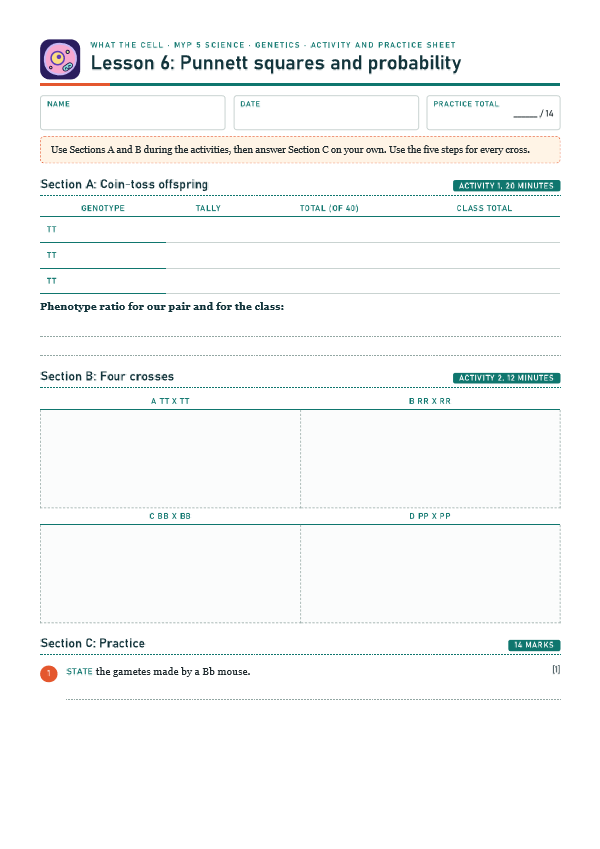 WHAT THE CELL · MYP 5 SCIENCE · GENETICS · ACTIVITY AND PRACTICE SHEET
Lesson 6: Punnett squares and probability
NAME
DATE
PRACTICE TOTAL
_____ / 14
Use Sections A and B during the activities, then answer Section C on your own. Use the five steps for every cross.
Section A: Coin-toss offspring
ACTIVITY 1, 20 MINUTES
GENOTYPE TALLY TOTAL (OF 40) CLASS TOTAL
TT
TT
TT
Phenotype ratio for our pair and for the class:
Section B: Four crosses
ACTIVITY 2, 12 MINUTES
A TT X TT
B RR X RR
C BB X BB
D PP X PP
Section C: Practice
14 MARKS
1 STATE the gametes made by a Bb mouse. [1]